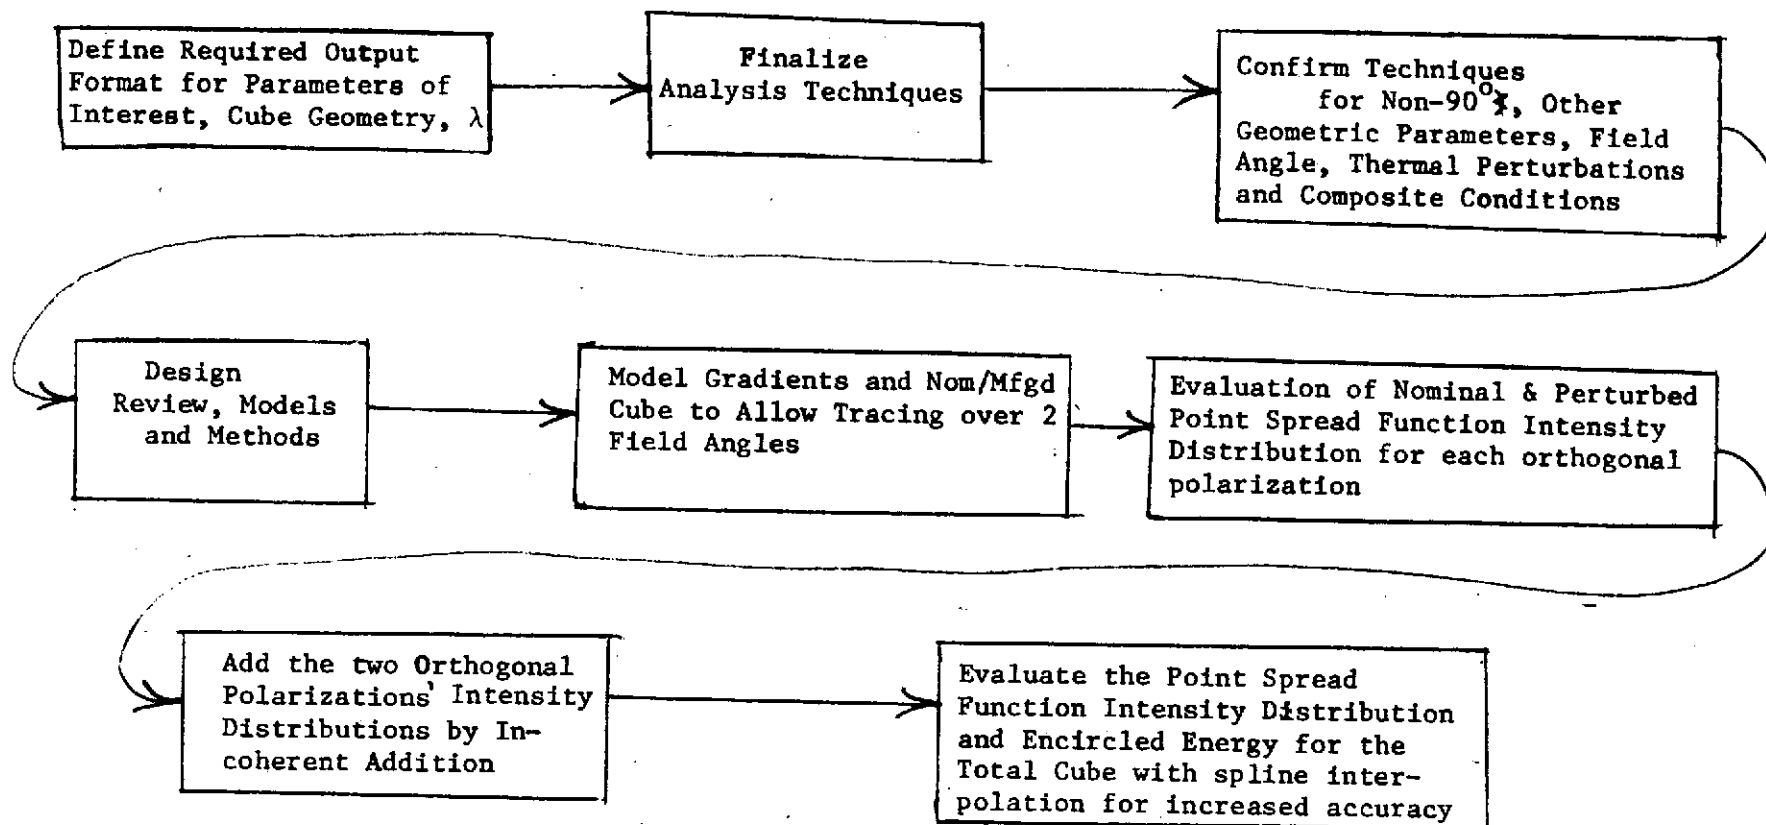 Define Required Output
Format for Parameters of
Interest, Cube Geometry, λ
Finalize
Analysis Techniques
Confirm Techniques
for Non-90°∡, Other
Geometric Parameters, Field
Angle, Thermal Perturbations
and Composite Conditions
Design
Review, Models
and Methods
Model Gradients and Nom/Mfgd
Cube to Allow Tracing over 2
Field Angles
Evaluation of Nominal & Perturbed
Point Spread Function Intensity
Distribution for each orthogonal
polarization
Add the two Orthogonal
Polarizations' Intensity
Distributions by In-
coherent Addition
Evaluate the Point Spread
Function Intensity Distribution
and Encircled Energy for the
Total Cube with spline inter-
polation for increased accuracy